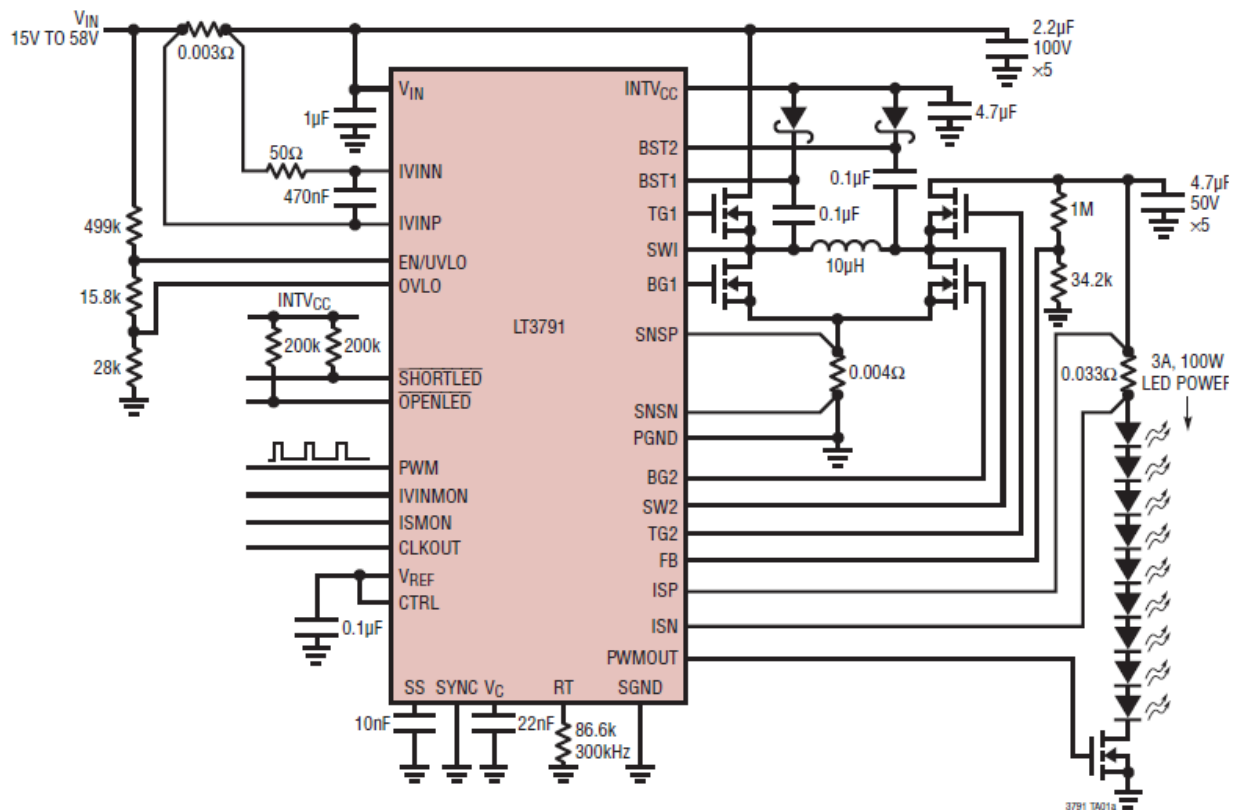 VIN
15V TO 58V
0.003Ω
2.2µF
100V
×5
VIN
INTVCC
1µF
4.7µF
50Ω
BST2
IVINN
470nF
BST1
0.1µF
0.1µF
4.7µF
50V
×5
IVINP
TG1
1M
499k
SWI
10µH
EN/UVLO
OVLO
BG1
34.2k
15.8k
INTVCC
LT3791
200k
200k
SNSP
28k
0.004Ω
0.033Ω
3A, 100W
LED POWER
SHORTLED
OPENLED
SNSN
PGND
PWM
BG2
IVINMON
SW2
ISMON
TG2
CLKOUT
FB
VREF
ISP
CTRL
0.1µF
ISN
PWMOUT
SS SYNC VC RT SGND
10nF
22nF
86.6k
300kHz
3791 TA01a